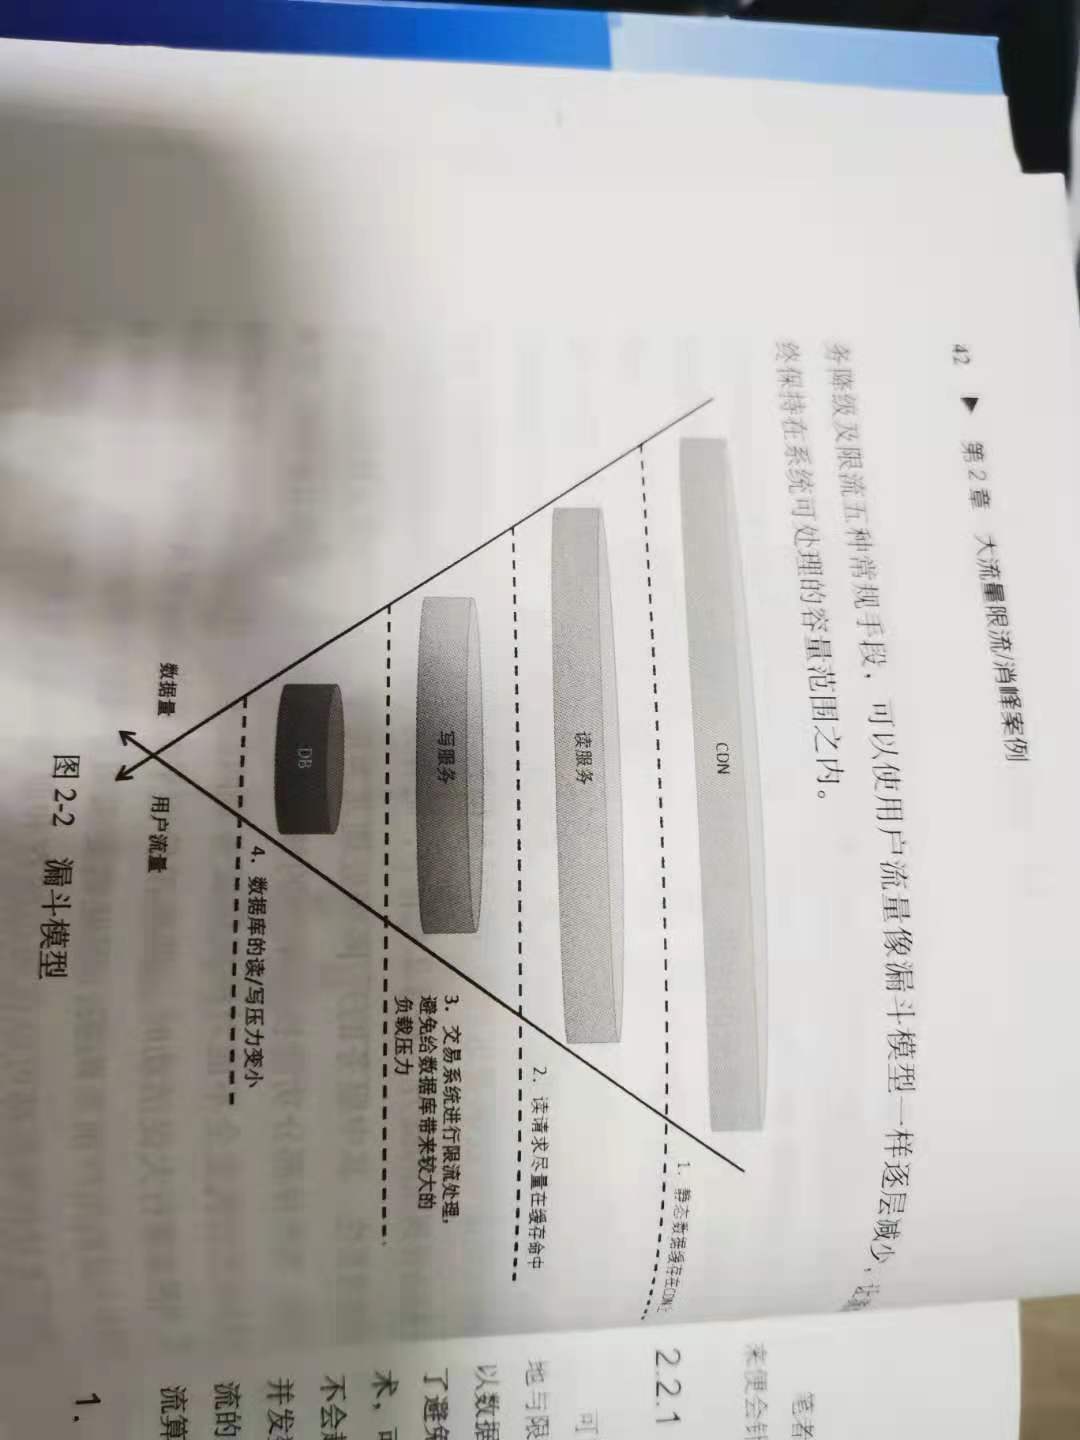 42 ▶ 第2章 大流量限流/消峰案例
务降级及限流五种常规手段，可以使用户流量像漏斗模型一样逐层减少，让
终保持在系统可处理的容量范围之内。
CDN
1. 静态数据缓存在CDN上
读服务
2. 读请求尽量在缓存命中
写服务
3. 交易系统进行限流处理，
避免给数据库带来较大的
负载压力
DB
4. 数据库的读/写压力变小
数据量
用户流量
图 2-2 漏斗模型
笔者
来便会针
2.2.1
可
地与限
以数据
了避免
术，可
不会超
并发
流的
流算
1.